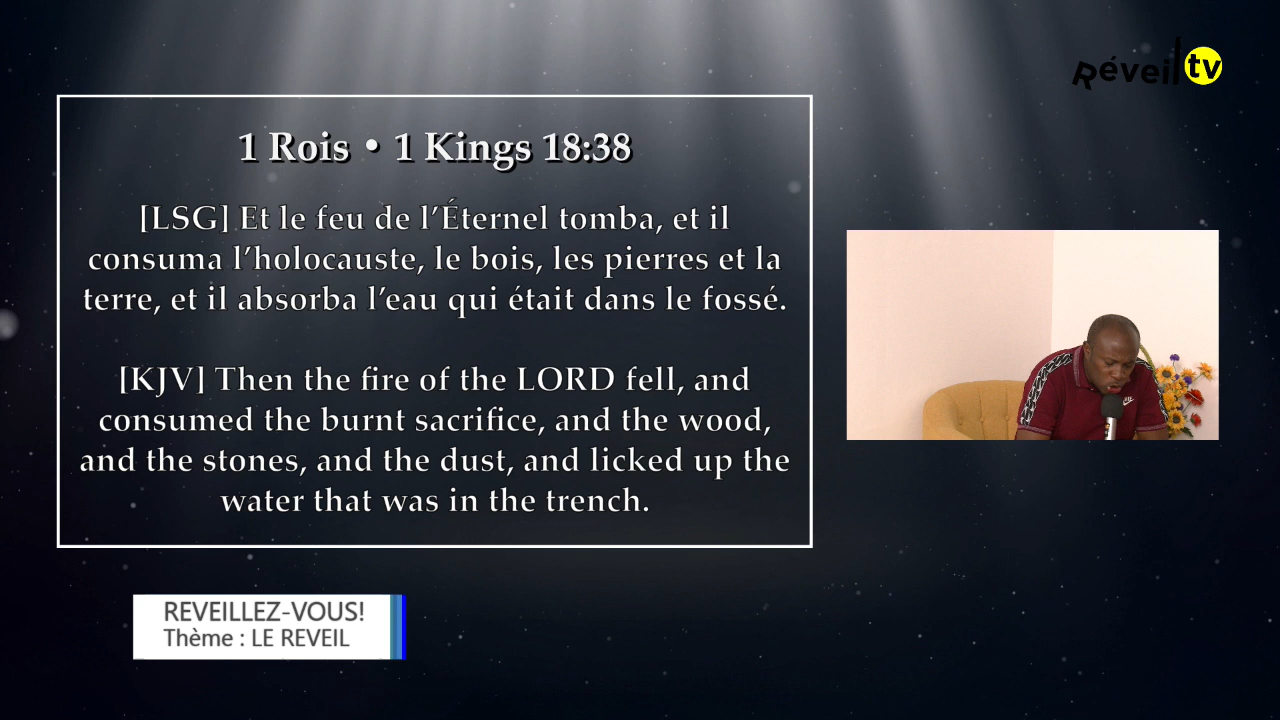 Réveil tv
1 Rois • 1 Kings 18:38
[LSG] Et le feu de l’Éternel tomba, et il
consuma l’holocauste, le bois, les pierres et la
terre, et il absorba l’eau qui était dans le fossé.
[KJV] Then the fire of the LORD fell, and
consumed the burnt sacrifice, and the wood,
and the stones, and the dust, and licked up the
water that was in the trench.
REVEILLEZ-VOUS!
Thème : LE REVEIL